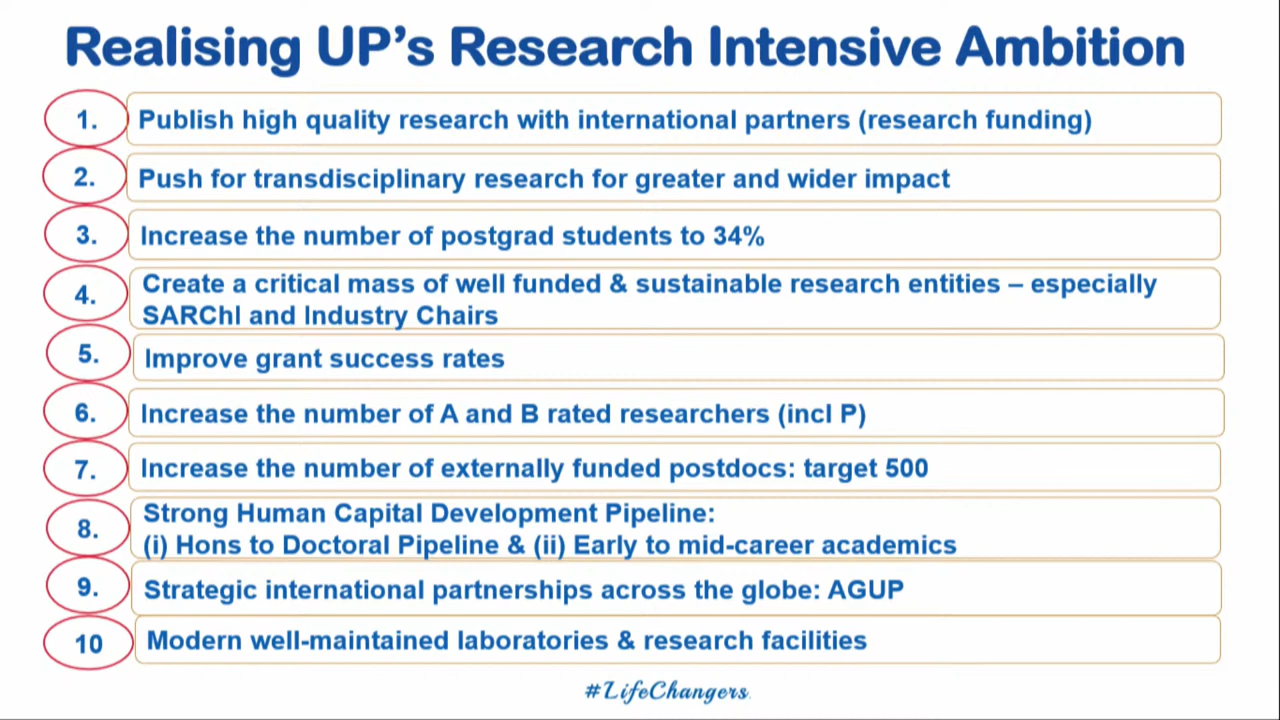 Realising UP's Research Intensive Ambition
1. Publish high quality research with international partners (research funding)
2. Push for transdisciplinary research for greater and wider impact
3. Increase the number of postgrad students to 34%
4. Create a critical mass of well funded & sustainable research entities – especially
SARChI and Industry Chairs
5. Improve grant success rates
6. Increase the number of A and B rated researchers (incl P)
7. Increase the number of externally funded postdocs: target 500
8. Strong Human Capital Development Pipeline:
(i) Hons to Doctoral Pipeline & (ii) Early to mid-career academics
9. Strategic international partnerships across the globe: AGUP
10 Modern well-maintained laboratories & research facilities
#LifeChangers